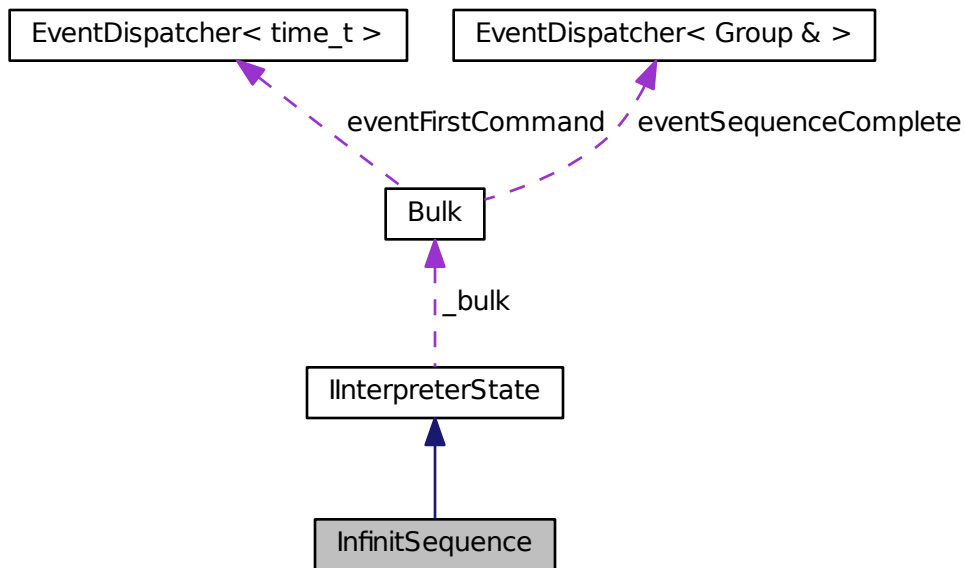 EventDispatcher< time_t >
EventDispatcher< Group & >
eventFirstCommand
eventSequenceComplete
Bulk
_bulk
IInterpreterState
InfinitSequence